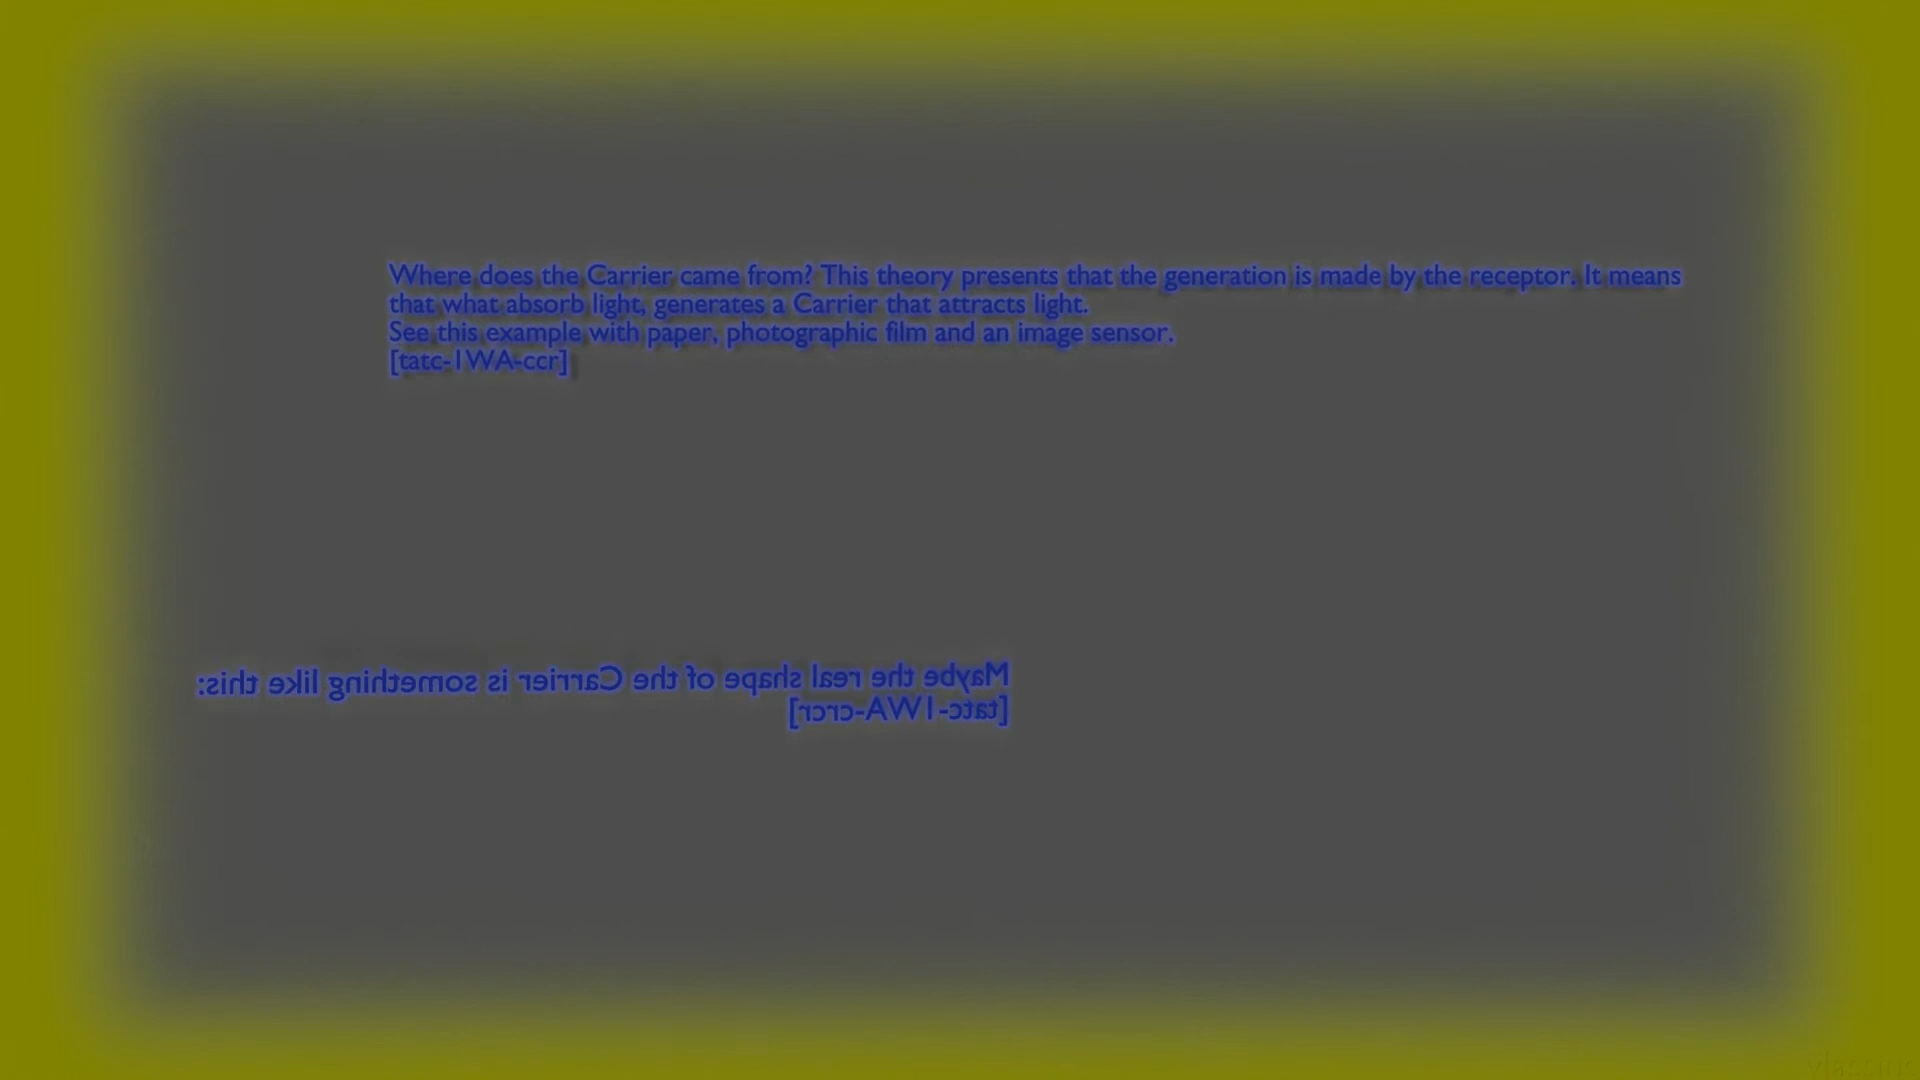 Where does the Carrier came from? This theory presents that the generation is made by the receptor. It means
that what absorb light, generates a Carrier that attracts light.
See this example with paper, photographic film and an image sensor.
[tatc-1WA-ccr]
Maybe the real shape of the Carrier is something like this:
[tatc-1WA-crcr]